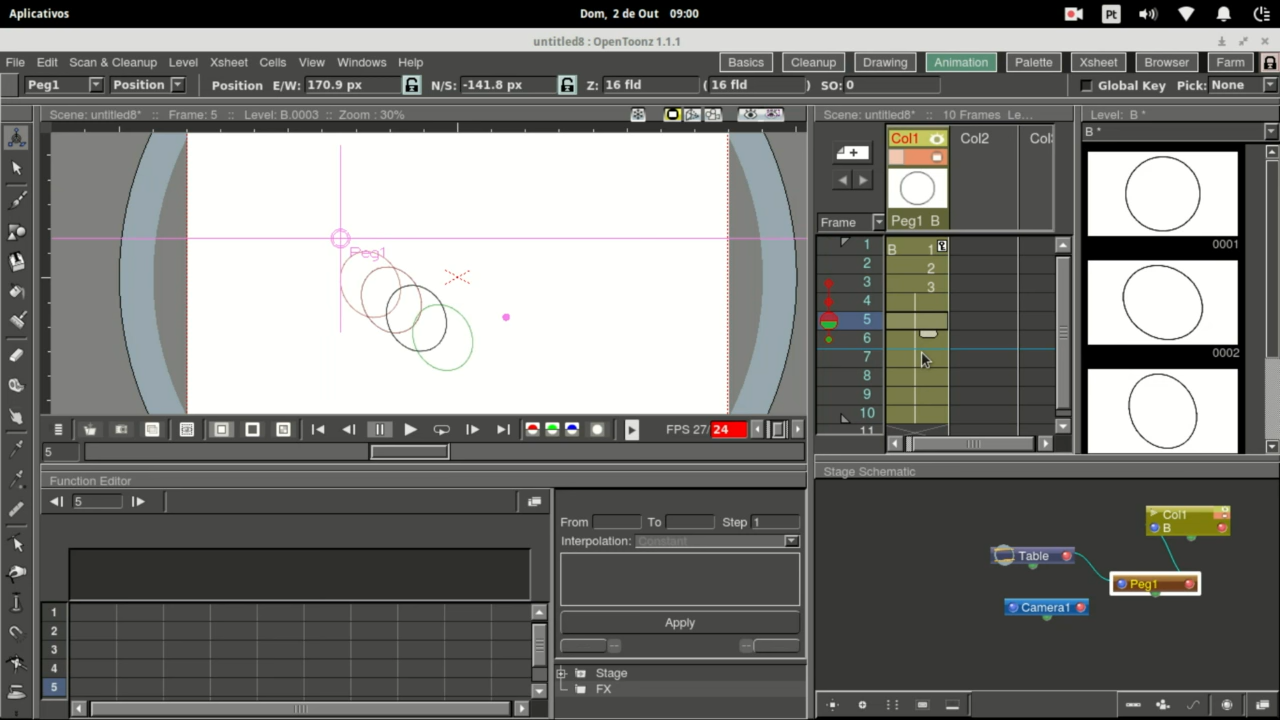 Aplicativos Dom, 2 de Out 09:00 Pt
untitled8 : OpenToonz 1.1.1
File Edit Scan & Cleanup Level Xsheet Cells View Windows Help Basics Cleanup Drawing Animation Palette Xsheet Browser Farm
Peg1 Position Position E/W: 170.9 px N/S: -141.8 px Z: 16 fld ( 16 fld ) SO: 0 Global Key Pick: None
Scene: untitled8* :: Frame: 5 :: Level: B.0003 :: Zoom : 30%
Peg1
FPS 27/24
5
Scene: untitled8* :: 10 Frames Le...
Col1 Col2 Col
Frame Peg1 B
1 B 1
2 2
3 3
4
5
6
7
8
9
10
11
Level: B *
B *
0001
0002
Function Editor
5
1
2
3
4
5
From To Step 1
Interpolation: Constant
Apply
Stage
FX
Stage Schematic
Col1
B
Table
Peg1
Camera1